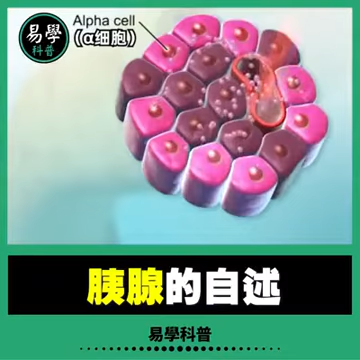 易學
科普
Alpha cell
(α细胞)
胰腺的自述
易學科普